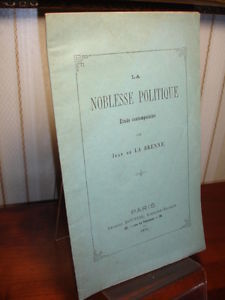 LA
NOBLESSE POLITIQUE
Étude contemporaine
PAR
JEAN DE LA BRENNE
PARIS